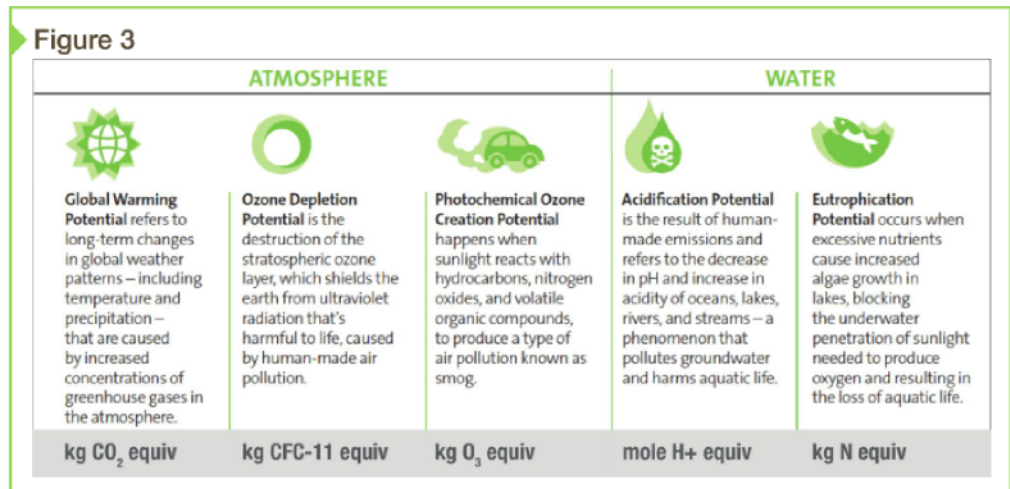 Figure 3
ATMOSPHERE
WATER
Global Warming
Potential refers to
long-term changes
in global weather
patterns – including
temperature and
precipitation –
that are caused
by increased
concentrations of
greenhouse gases in
the atmosphere.
kg CO₂ equiv
Ozone Depletion
Potential is the
destruction of the
stratospheric ozone
layer, which shields the
earth from ultraviolet
radiation that's
harmful to life, caused
by human-made air
pollution.
kg CFC-11 equiv
Photochemical Ozone
Creation Potential
happens when
sunlight reacts with
hydrocarbons, nitrogen
oxides, and volatile
organic compounds,
to produce a type of
air pollution known as
smog.
kg O₃ equiv
Acidification Potential
is the result of human-
made emissions and
refers to the decrease
in pH and increase in
acidity of oceans, lakes,
rivers, and streams – a
phenomenon that
pollutes groundwater
and harms aquatic life.
mole H+ equiv
Eutrophication
Potential occurs when
excessive nutrients
cause increased
algae growth in
lakes, blocking
the underwater
penetration of sunlight
needed to produce
oxygen and resulting in
the loss of aquatic life.
kg N equiv